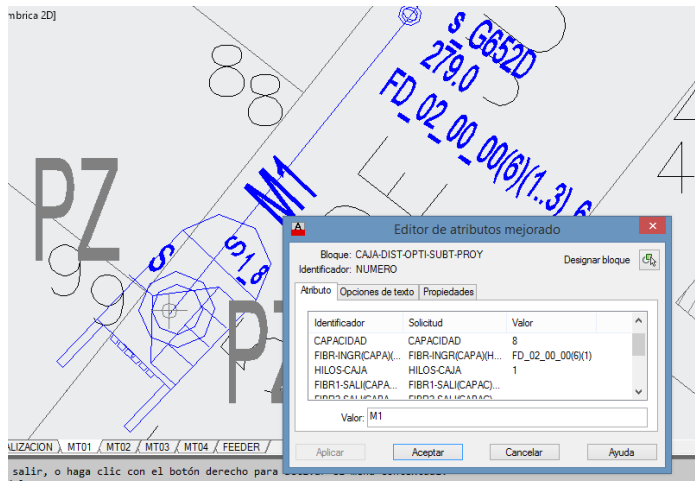 mbrica 2D]
S G652D
279.0
FD_02_00_00(6)(1..3)_6
88
M1
PZ
S
S1_8
99
Editor de atributos mejorado
Bloque: CAJA-DIST-OPTI-SUBT-PROY
Identificador: NUMERO
Designar bloque
Atributo Opciones de texto Propiedades
Identificador Solicitud Valor
CAPACIDAD CAPACIDAD 8
FIBR-INGR(CAPA)(... FIBR-INGR(CAPA)(H... FD_02_00_00(6)(1)
HILOS-CAJA HILOS-CAJA 1
FIBR1-SALI(CAPA... FIBR1-SALI(CAPAC)...
Valor: M1
Aplicar Aceptar Cancelar Ayuda
ALIZACION MT01 MT02 MT03 MT04 FEEDER
salir, o haga clic con el botón derecho para